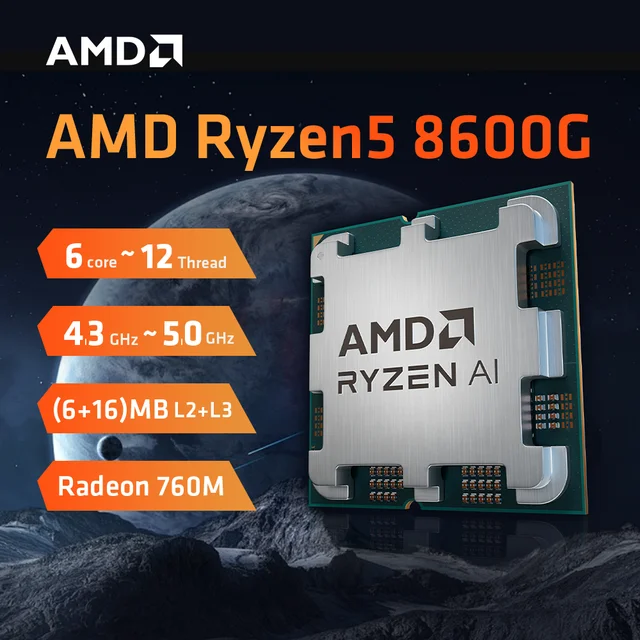 AMD
AMD Ryzen5 8600G
6 core ~ 12 Thread
4.3 GHz ~ 5.0 GHz
(6+16)MB L2+L3
Radeon 760M
AMD
RYZEN AI